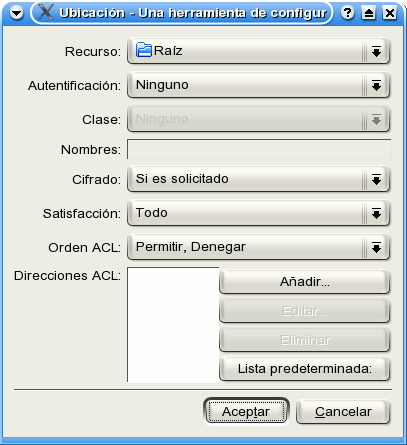 Ubicación - Una herramienta de configur
Recurso: Raíz
Autentificación: Ninguno
Clase: Ninguno
Nombres:
Cifrado: Si es solicitado
Satisfacción: Todo
Orden ACL: Permitir, Denegar
Direcciones ACL:
Añadir...
Editar...
Eliminar
Lista predeterminada:
Aceptar Cancelar